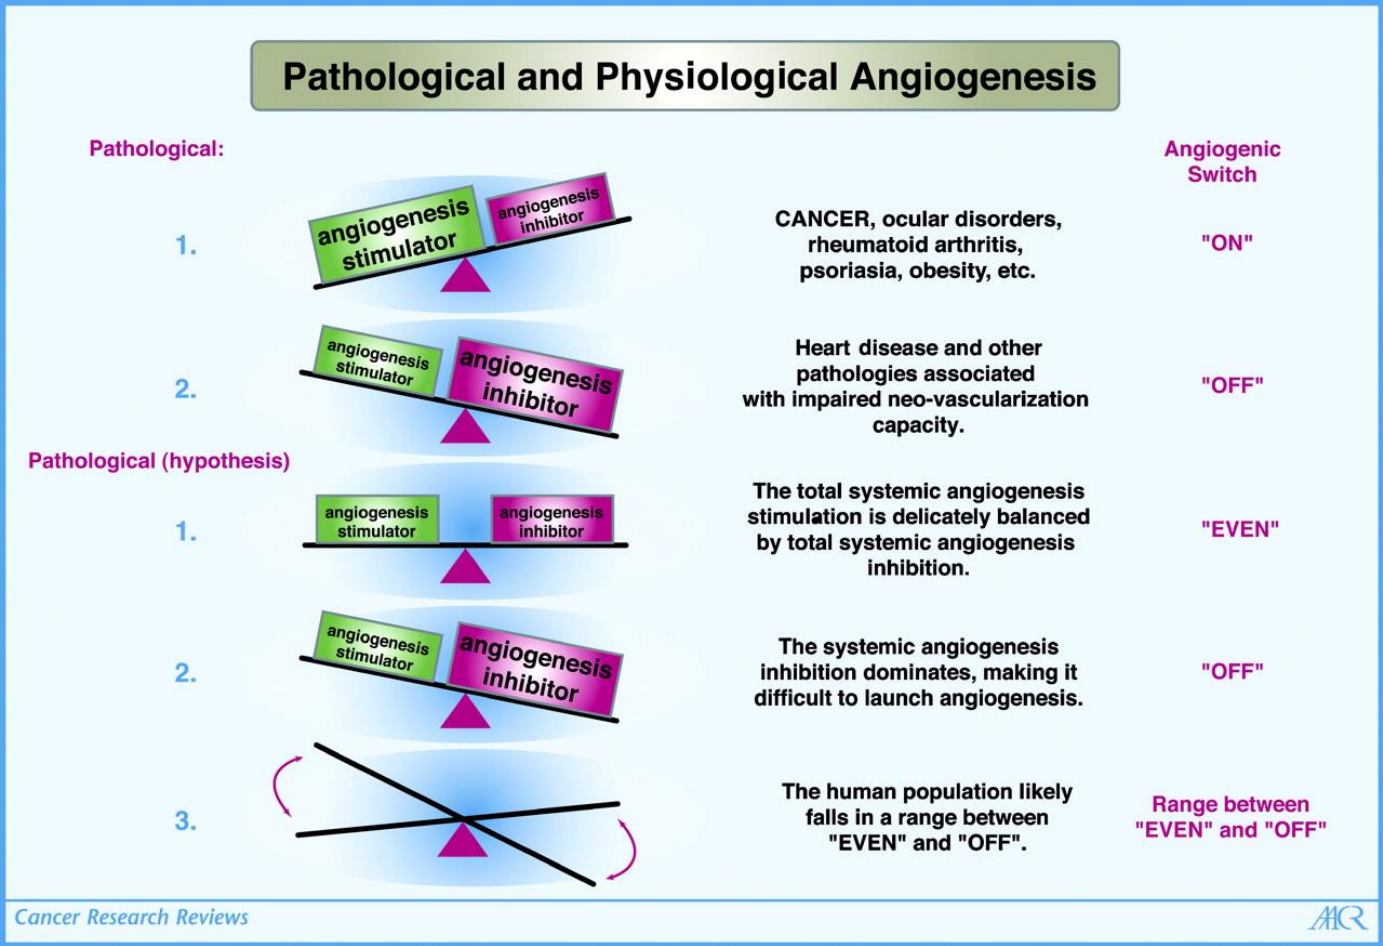 Pathological and Physiological Angiogenesis
Pathological:
Angiogenic
Switch
1.
angiogenesis
stimulator
angiogenesis
inhibitor
CANCER, ocular disorders,
rheumatoid arthritis,
psoriasia, obesity, etc.
"ON"
2.
angiogenesis
stimulator
angiogenesis
inhibitor
Heart disease and other
pathologies associated
with impaired neo-vascularization
capacity.
"OFF"
Pathological (hypothesis)
1.
angiogenesis
stimulator
angiogenesis
inhibitor
The total systemic angiogenesis
stimulation is delicately balanced
by total systemic angiogenesis
inhibition.
"EVEN"
2.
angiogenesis
stimulator
angiogenesis
inhibitor
The systemic angiogenesis
inhibition dominates, making it
difficult to launch angiogenesis.
"OFF"
3.
The human population likely
falls in a range between
"EVEN" and "OFF".
Range between
"EVEN" and "OFF"
Cancer Research Reviews
AACR